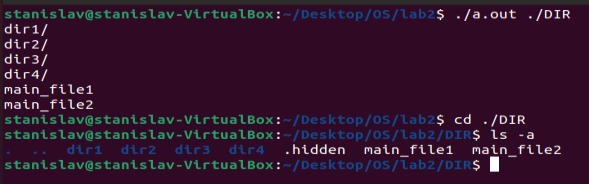 stanislav@stanislav-VirtualBox:~/Desktop/OS/lab2$ ./a.out ./DIR
dir1/
dir2/
dir3/
dir4/
main_file1
main_file2
stanislav@stanislav-VirtualBox:~/Desktop/OS/lab2$ cd ./DIR
stanislav@stanislav-VirtualBox:~/Desktop/OS/lab2/DIR$ ls -a
.  ..  dir1  dir2  dir3  dir4  .hidden  main_file1  main_file2
stanislav@stanislav-VirtualBox:~/Desktop/OS/lab2/DIR$